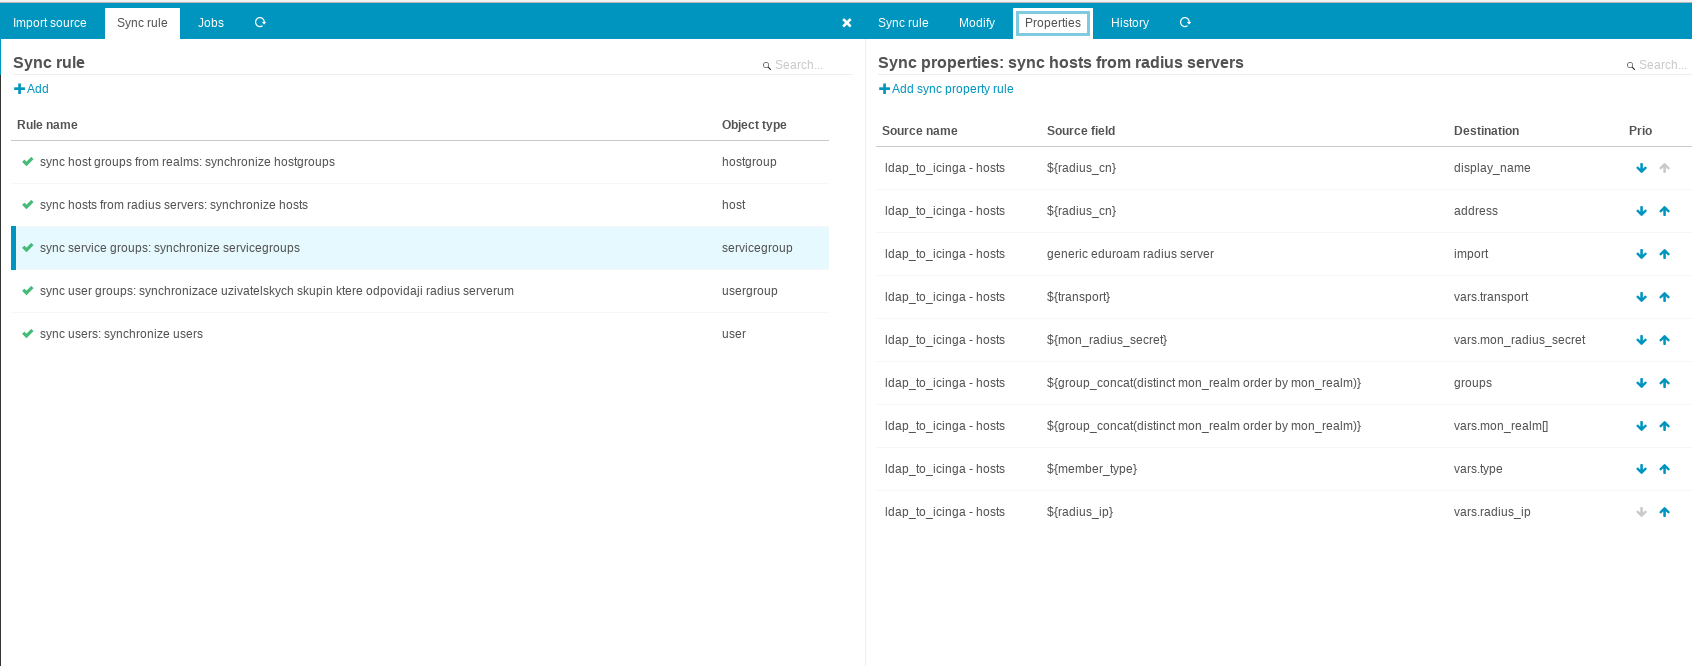 Import source Sync rule Jobs
Sync rule
Search...
Add
Rule name Object type
sync host groups from realms: synchronize hostgroups hostgroup
sync hosts from radius servers: synchronize hosts host
sync service groups: synchronize servicegroups servicegroup
sync user groups: synchronizace uzivatelskych skupin ktere odpovidaji radius serverum usergroup
sync users: synchronize users user
Sync rule Modify Properties History
Sync properties: sync hosts from radius servers
Search...
Add sync property rule
Source name Source field Destination Prio
ldap_to_icinga - hosts ${radius_cn} display_name
ldap_to_icinga - hosts ${radius_cn} address
ldap_to_icinga - hosts generic eduroam radius server import
ldap_to_icinga - hosts ${transport} vars.transport
ldap_to_icinga - hosts ${mon_radius_secret} vars.mon_radius_secret
ldap_to_icinga - hosts ${group_concat(distinct mon_realm order by mon_realm)} groups
ldap_to_icinga - hosts ${group_concat(distinct mon_realm order by mon_realm)} vars.mon_realm[]
ldap_to_icinga - hosts ${member_type} vars.type
ldap_to_icinga - hosts ${radius_ip} vars.radius_ip